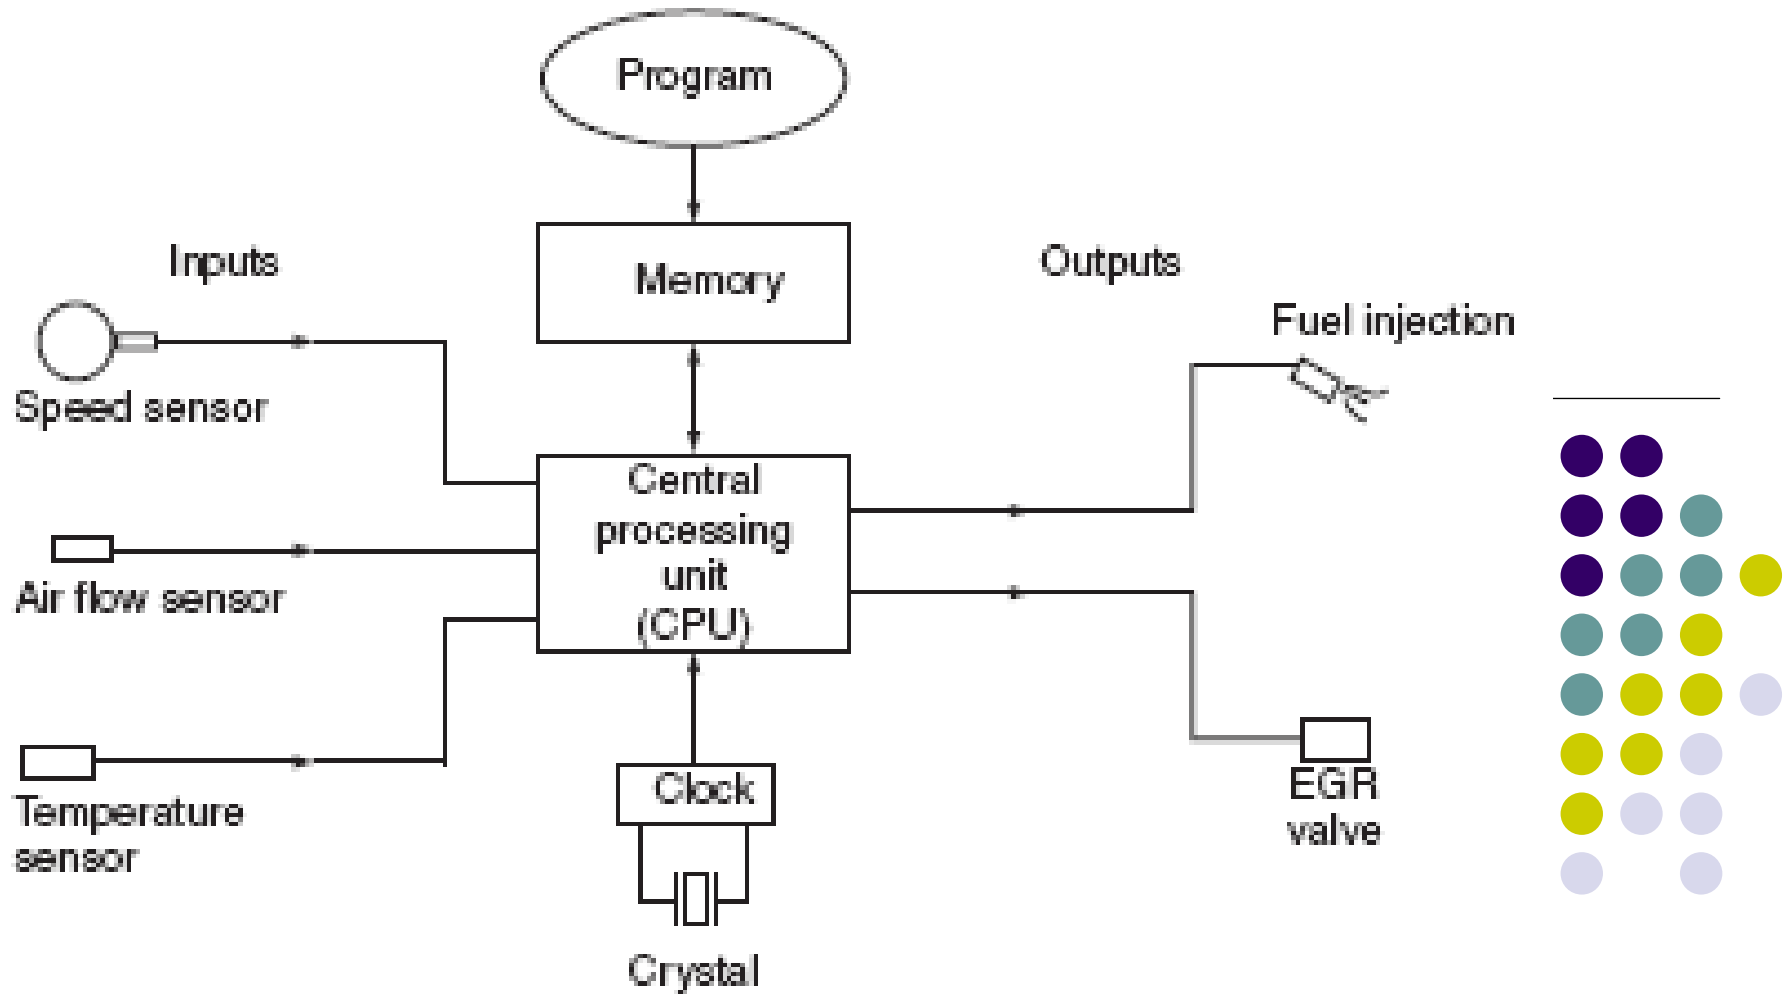 Program
Inputs
Memory
Outputs
Fuel injection
Speed sensor
Central
processing
unit
(CPU)
Air flow sensor
Temperature
sensor
Clock
EGR
valve
Crystal